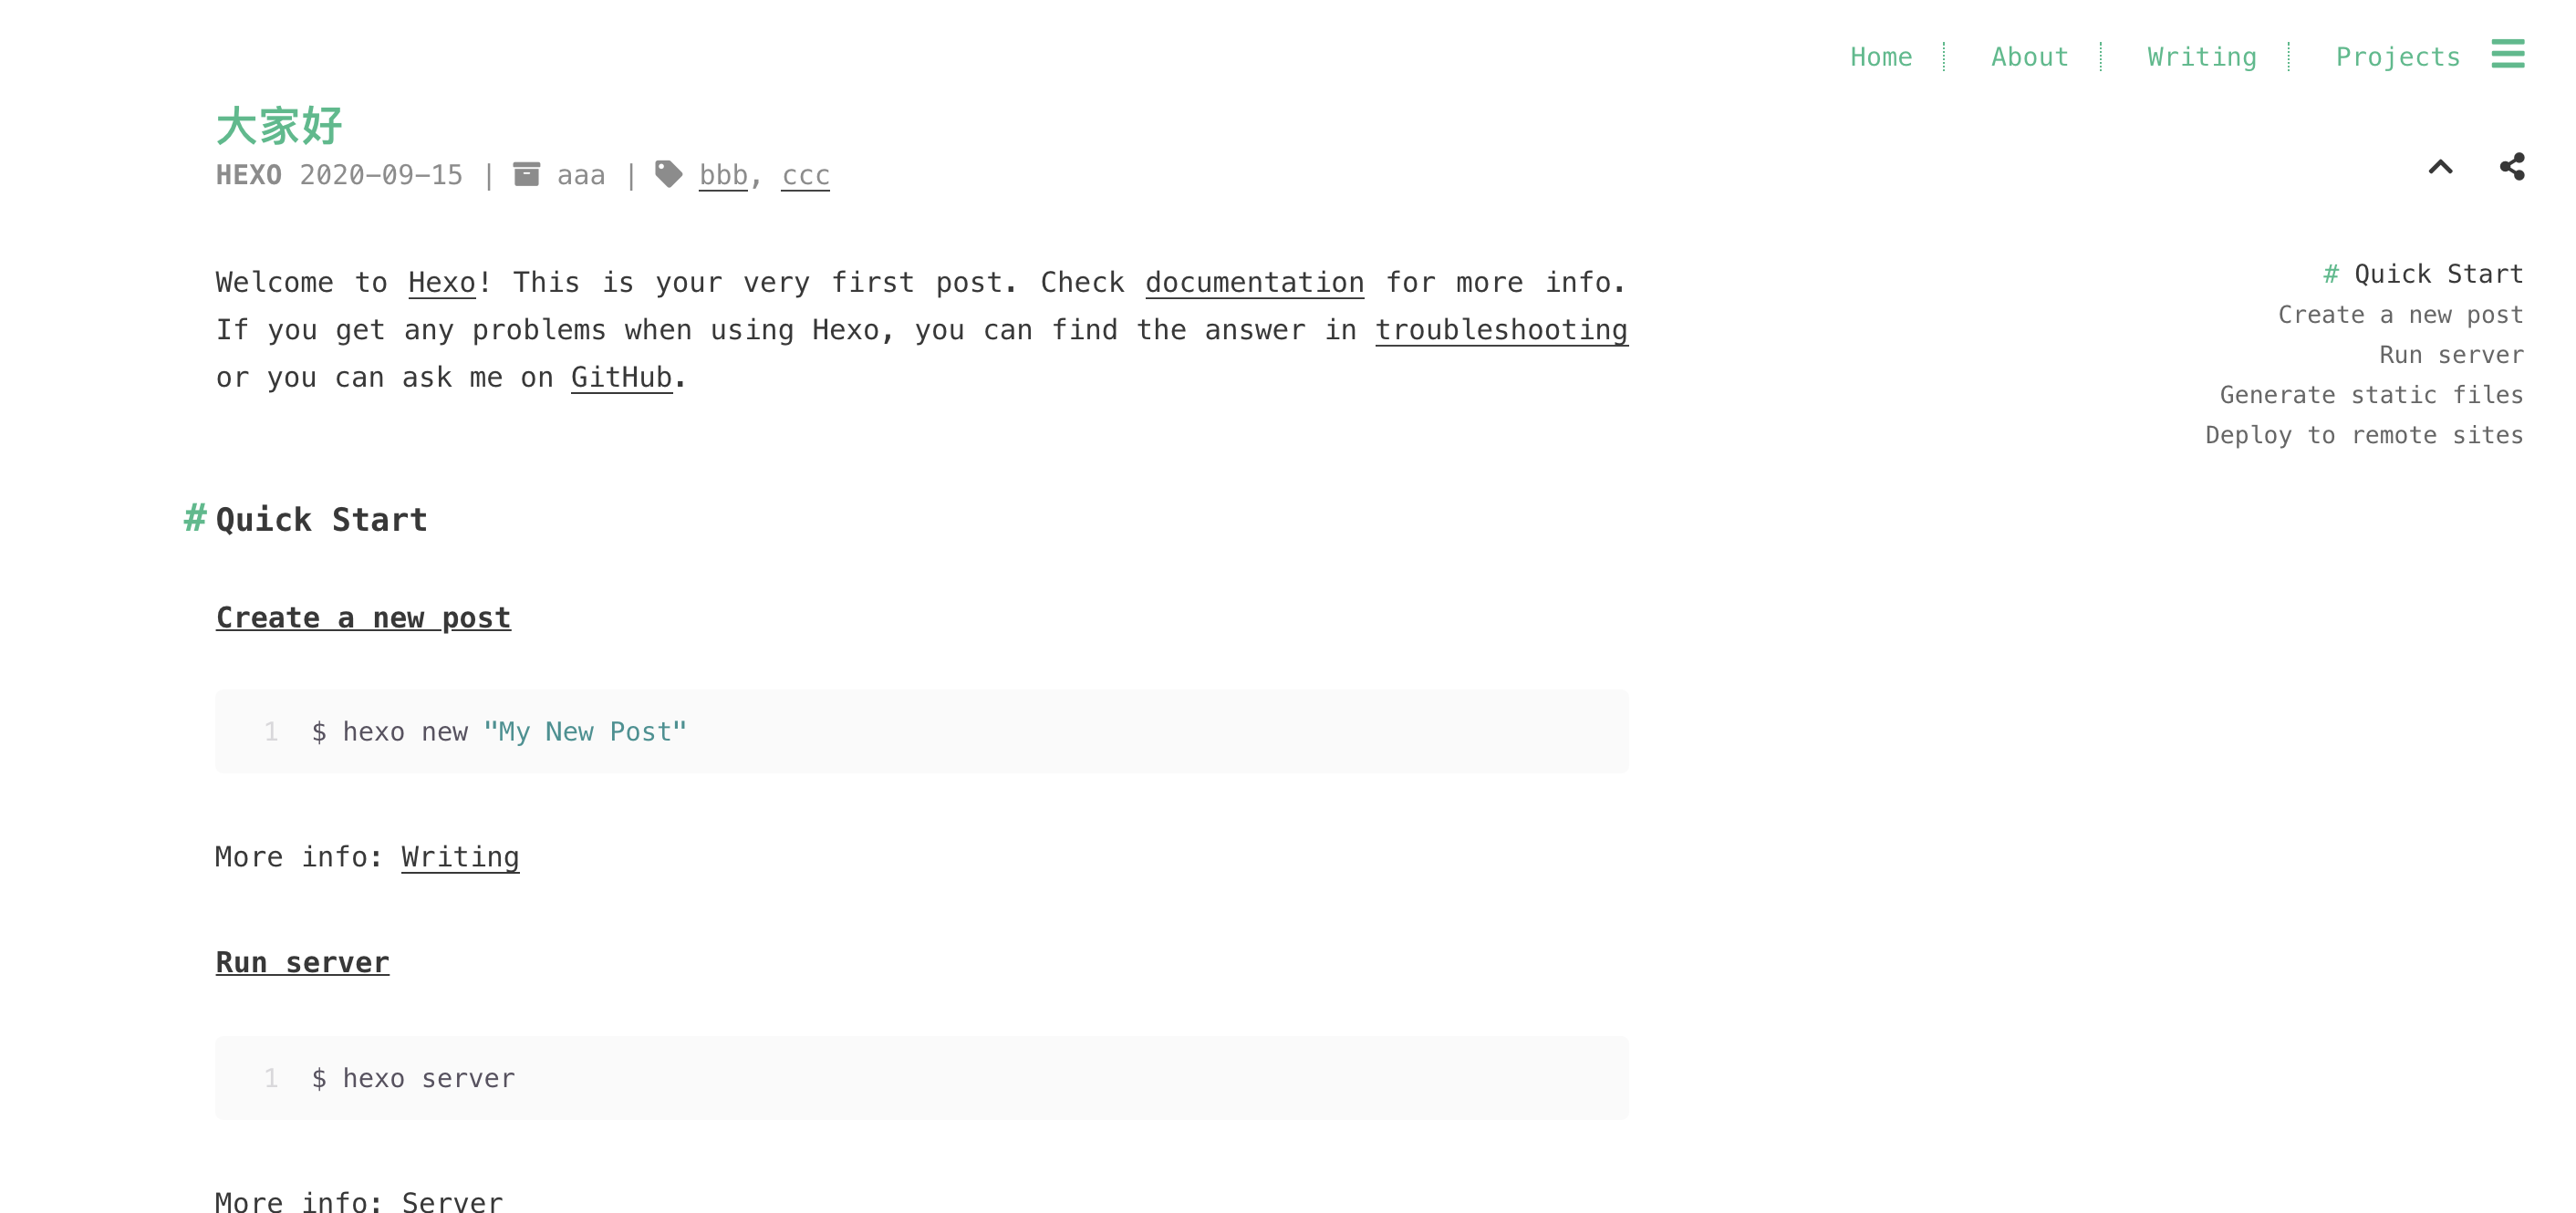 Home About Writing Projects
大家好
HEXO 2020-09-15 | aaa | bbb, ccc
Welcome to Hexo! This is your very first post. Check documentation for more info.
If you get any problems when using Hexo, you can find the answer in troubleshooting
or you can ask me on GitHub.
# Quick Start
Create a new post
Run server
Generate static files
Deploy to remote sites
#Quick Start
Create a new post
1 $ hexo new "My New Post"
More info: Writing
Run server
1 $ hexo server
More info: Server